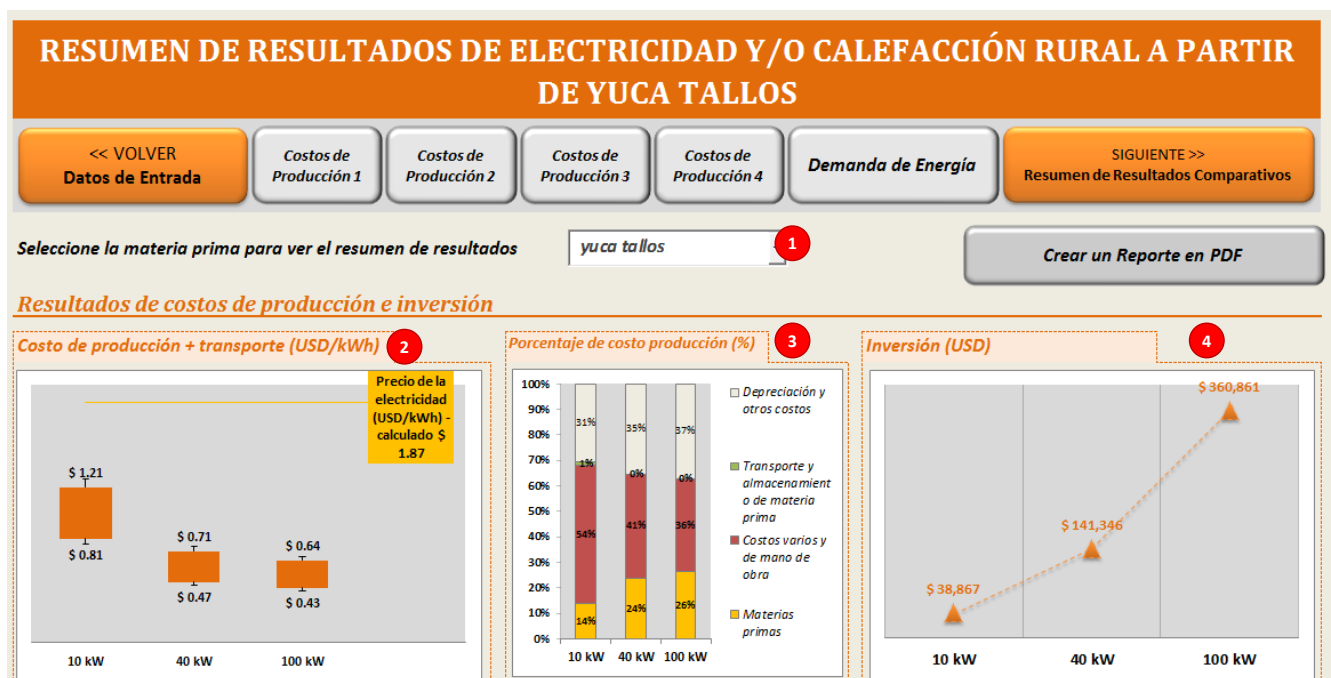 RESUMEN DE RESULTADOS DE ELECTRICIDAD Y/O CALEFACCIÓN RURAL A PARTIR
DE YUCA TALLOS
<< VOLVER
Datos de Entrada
Costos de
Producción 1
Costos de
Producción 2
Costos de
Producción 3
Costos de
Producción 4
Demanda de Energía
SIGUIENTE >>
Resumen de Resultados Comparativos
Seleccione la materia prima para ver el resumen de resultados
yuca tallos
1
Crear un Reporte en PDF
Resultados de costos de producción e inversión
Costo de producción + transporte (USD/kWh)
2
Precio de la
electricidad
(USD/kWh) -
calculado $
1.87
$ 1.21
$ 0.81
$ 0.71
$ 0.47
$ 0.64
$ 0.43
10 kW
40 kW
100 kW
Porcentaje de costo producción (%)
3
100%
90%
80%
70%
60%
50%
40%
30%
20%
10%
0%
31%
1%
54%
14%
35%
0%
41%
24%
37%
0%
36%
26%
10 kW
40 kW
100 kW
Depreciación y
otros costos
Transporte y
almacenamient
o de materia
prima
Costos varios y
de mano de
obra
Materias
primas
Inversión (USD)
4
$ 38,867
$ 141,346
$ 360,861
10 kW
40 kW
100 kW